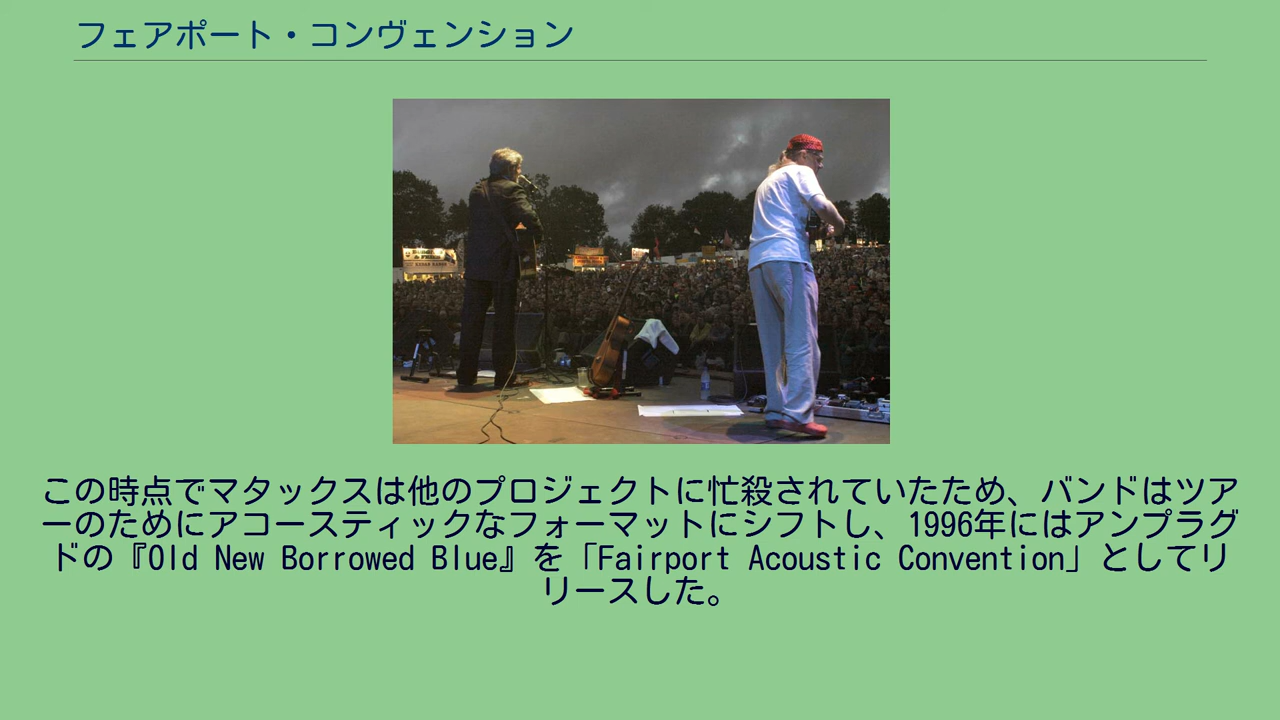 フェアポート・コンヴェンション
この時点でマタックスは他のプロジェクトに忙殺されていたため、バンドはツア
ーのためにアコースティックなフォーマットにシフトし、1996年にはアンプラグ
ドの『Old New Borrowed Blue』を「Fairport Acoustic Convention」としてリ
リースした。